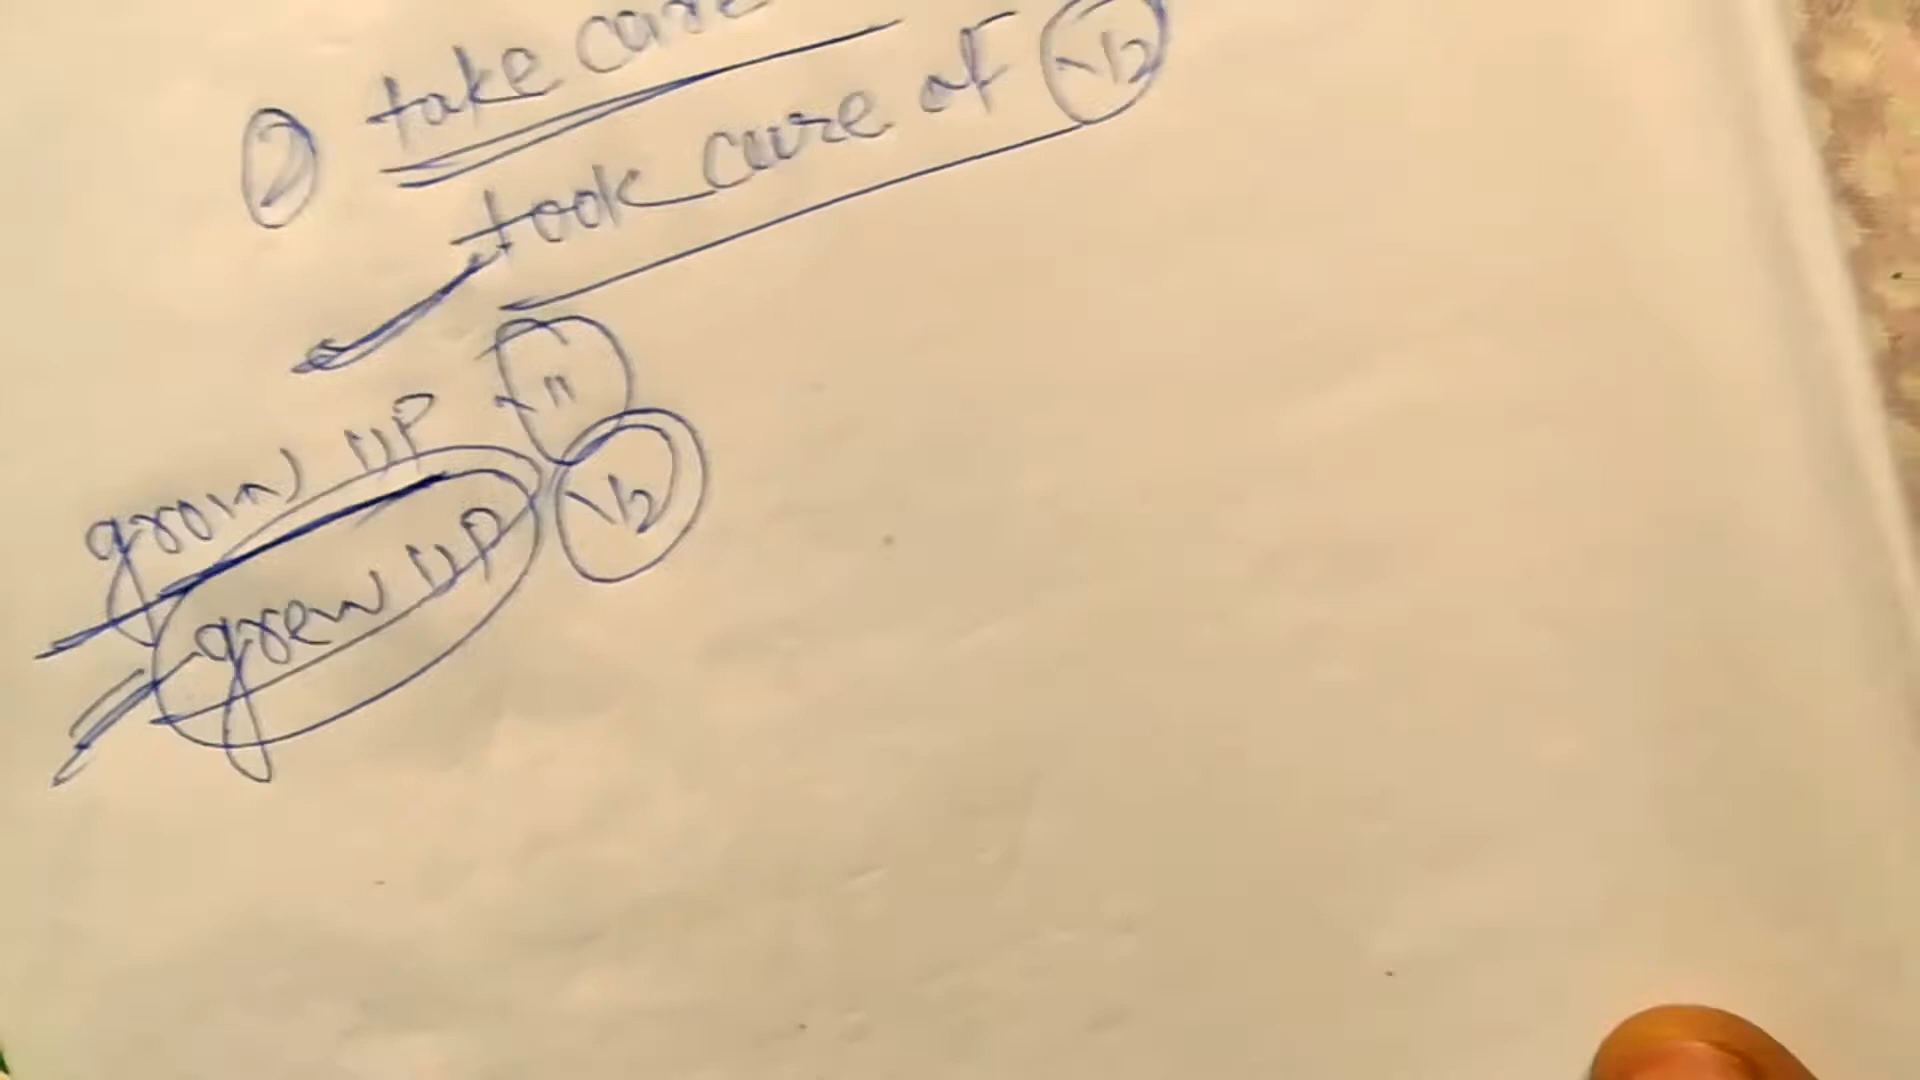 ② take care
took care of V2
grow up V1
grew up V2